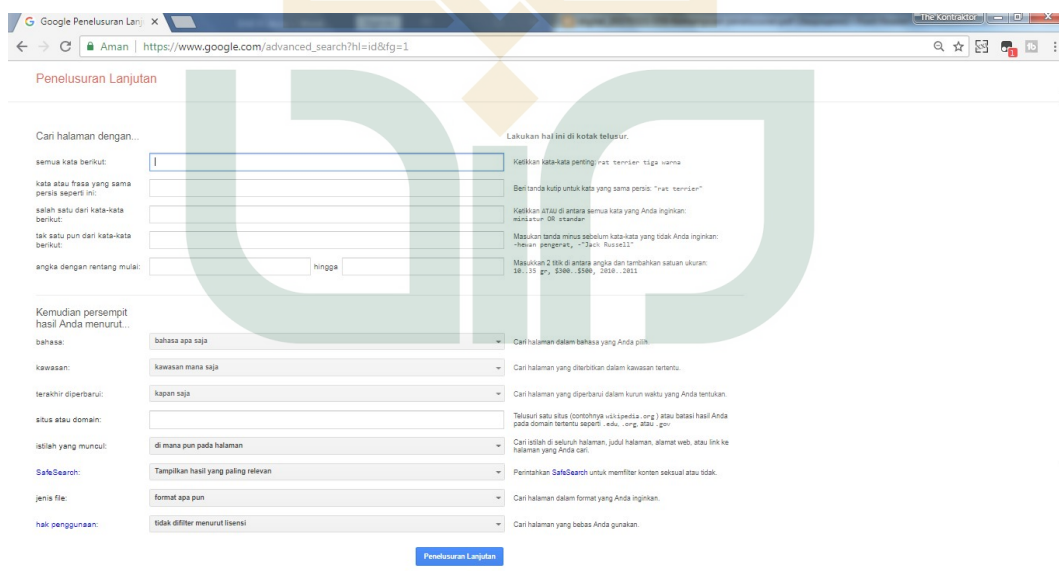 Google Penelusuran Lanj
The Kontraktor
Aman | https://www.google.com/advanced_search?hl=id&fg=1
1
Penelusuran Lanjutan
Cari halaman dengan...
Lakukan hal ini di kotak telusur.
semua kata berikut:
Ketikkan kata-kata penting: rat terrier tiga warna
kata atau frasa yang sama
persis seperti ini:
Beri tanda kutip untuk kata yang sama persis: "rat terrier"
salah satu dari kata-kata
berikut:
Ketikkan ATAU di antara semua kata yang Anda inginkan:
miniatur OR standar
tak satu pun dari kata-kata
berikut:
Masukan tanda minus sebelum kata-kata yang tidak Anda inginkan:
-hewan pengerat, -"Jack Russell"
angka dengan rentang mulai:
hingga
Masukkan 2 titik di antara angka dan tambahkan satuan ukuran:
10..35 gr, $300..$500, 2010..2011
Kemudian persempit
hasil Anda menurut...
bahasa:
bahasa apa saja
Cari halaman dalam bahasa yang Anda pilih.
kawasan:
kawasan mana saja
Cari halaman yang diterbitkan dalam kawasan tertentu.
terakhir diperbarui:
kapan saja
Cari halaman yang diperbarui dalam kurun waktu yang Anda tentukan.
situs atau domain:
Telusuri satu situs (contohnya wikipedia.org ) atau batasi hasil Anda
pada domain tertentu seperti .edu, .org, atau .gov
istilah yang muncul:
di mana pun pada halaman
Cari istilah di seluruh halaman, judul halaman, alamat web, atau link ke
halaman yang Anda cari.
SafeSearch:
Tampilkan hasil yang paling relevan
Perintahkan SafeSearch untuk memfilter konten seksual atau tidak.
jenis file:
format apa pun
Cari halaman dalam format yang Anda inginkan.
hak penggunaan:
tidak difilter menurut lisensi
Cari halaman yang bebas Anda gunakan.
Penelusuran Lanjutan